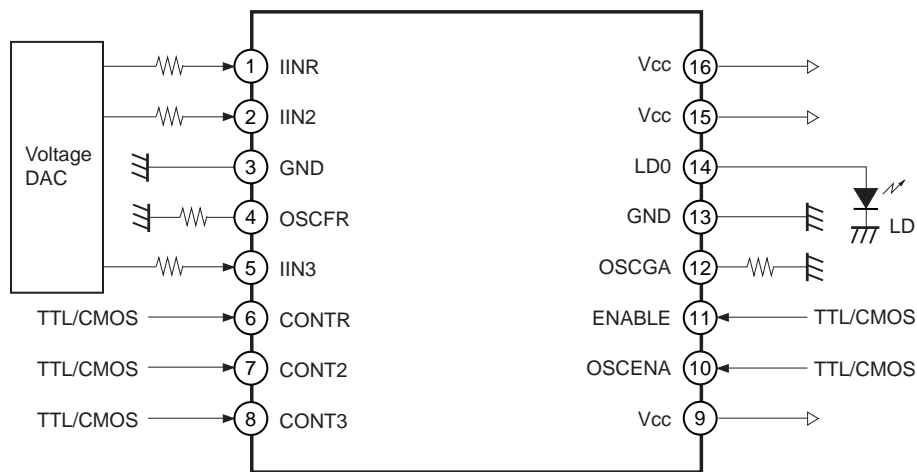 Voltage
DAC
1 IINR
2 IIN2
3 GND
4 OSCFR
5 IIN3
TTL/CMOS 6 CONTR
TTL/CMOS 7 CONT2
TTL/CMOS 8 CONT3
Vcc 16
Vcc 15
LD0 14
LD
GND 13
OSCGA 12
ENABLE 11 TTL/CMOS
OSCENA 10 TTL/CMOS
Vcc 9